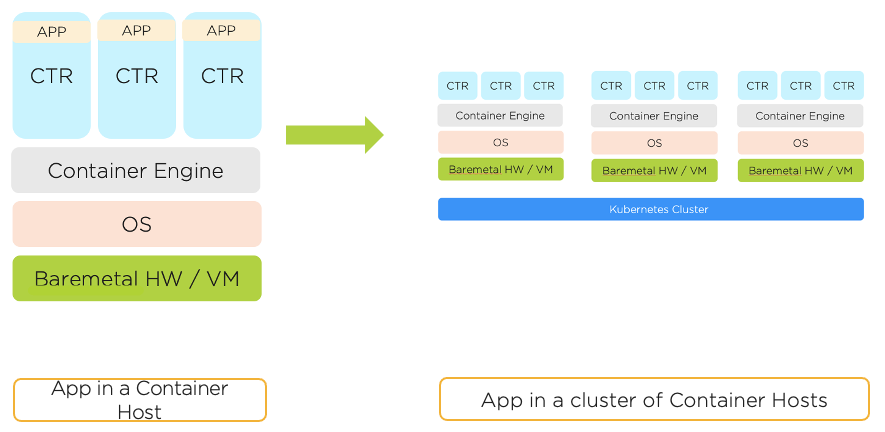 APP APP APP
CTR CTR CTR
Container Engine
OS
Baremetal HW / VM
App in a Container
Host
CTR CTR CTR CTR CTR CTR CTR CTR CTR
Container Engine Container Engine Container Engine
OS OS OS
Baremetal HW / VM Baremetal HW / VM Baremetal HW / VM
Kubernetes Cluster
App in a cluster of Container Hosts